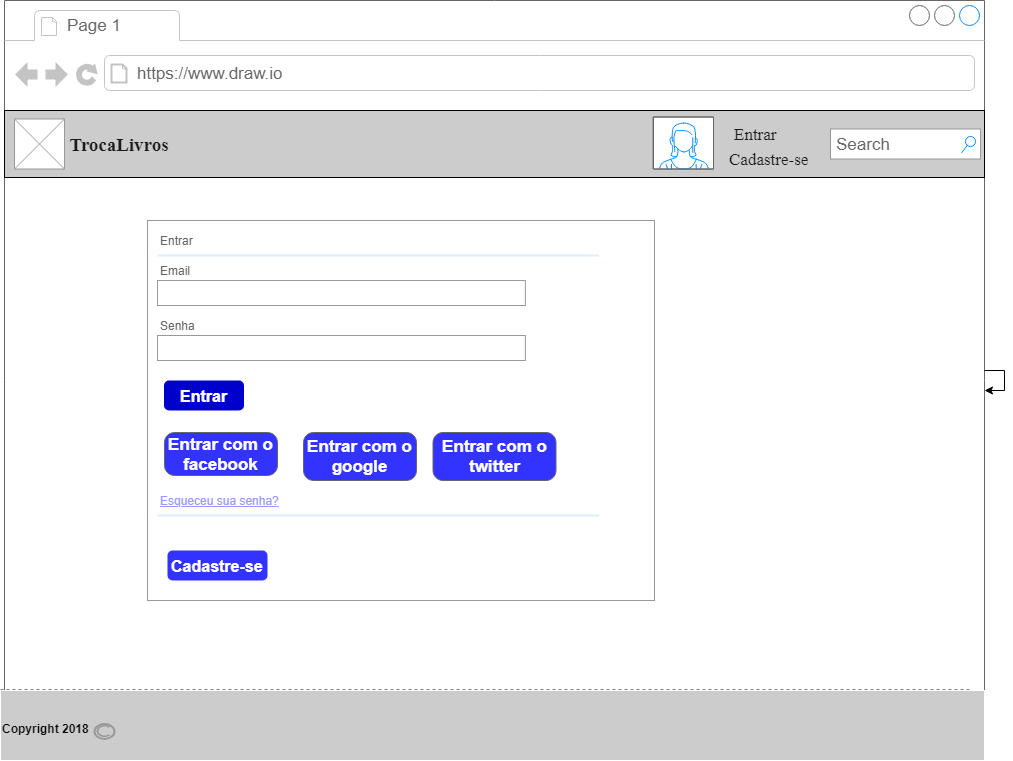 Page 1
https://www.draw.io
TrocaLivros
Entrar
Cadastre-se
Search
Entrar
Email
Senha
Entrar
Entrar com o
facebook
Entrar com o
google
Entrar com o
twitter
Esqueceu sua senha?
Cadastre-se
Copyright 2018 ©